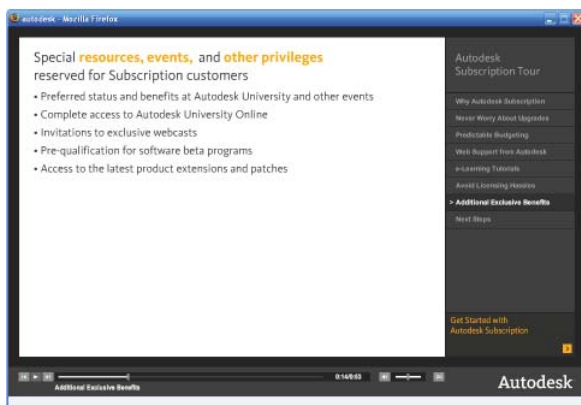 autodesk - Mozilla Firefox
Special resources, events, and other privileges
reserved for Subscription customers
• Preferred status and benefits at Autodesk University and other events
• Complete access to Autodesk University Online
• Invitations to exclusive webcasts
• Pre-qualification for software beta programs
• Access to the latest product extensions and patches
Autodesk
Subscription Tour
Why Autodesk Subscription
Never Worry About Upgrades
Predictable Budgeting
Web Support from Autodesk
e-Learning Tutorials
Avoid Licensing Hassles
> Additional Exclusive Benefits
Next Steps
Get Started with
Autodesk Subscription
0:14/0:53
Additional Exclusive Benefits
Autodesk